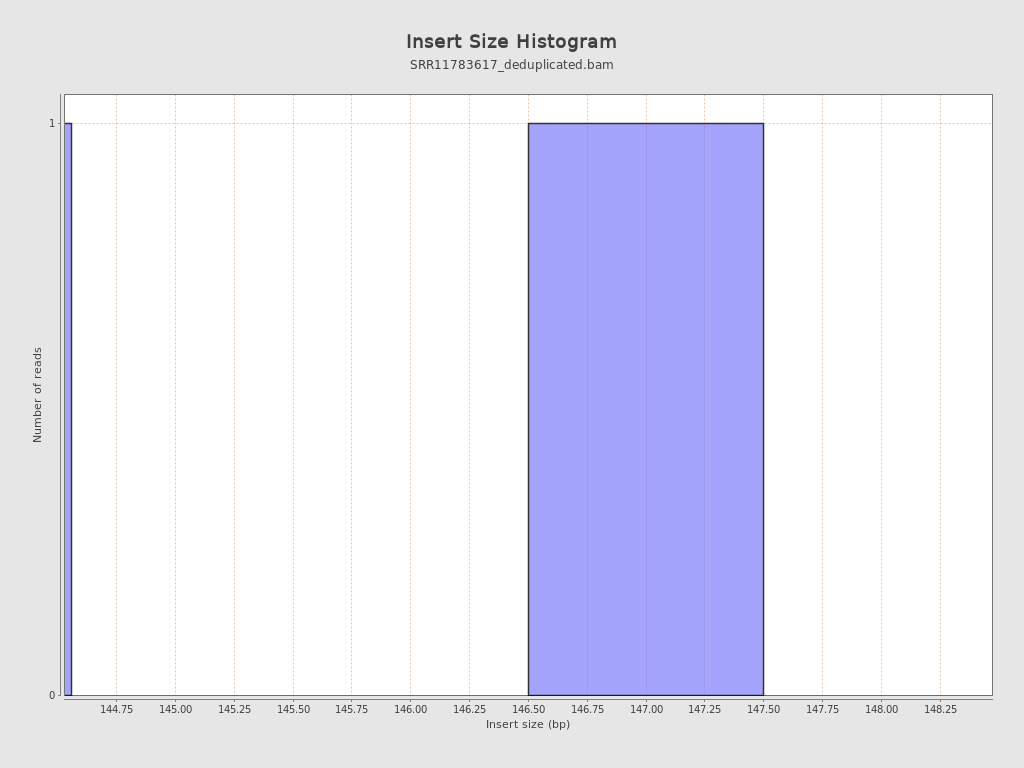 Insert Size Histogram
SRR11783617_deduplicated.bam
Number of reads
1
0
144.75 145.00 145.25 145.50 145.75 146.00 146.25 146.50 146.75 147.00 147.25 147.50 147.75 148.00 148.25
Insert size (bp)